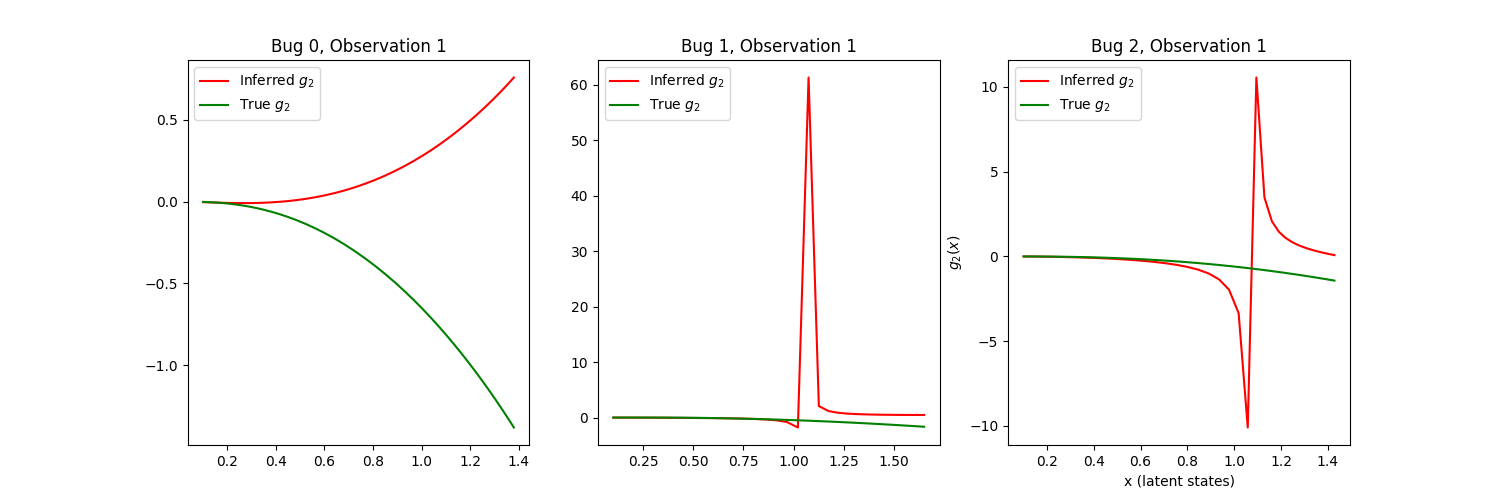 Bug 0, Observation 1
Inferred g₂
True g₂
0.5
0.0
−0.5
−1.0
0.2 0.4 0.6 0.8 1.0 1.2 1.4
Bug 1, Observation 1
Inferred g₂
True g₂
60
50
40
30
20
10
0
0.25 0.50 0.75 1.00 1.25 1.50
Bug 2, Observation 1
Inferred g₂
True g₂
g₂(x)
10
5
0
−5
−10
0.2 0.4 0.6 0.8 1.0 1.2 1.4
x (latent states)